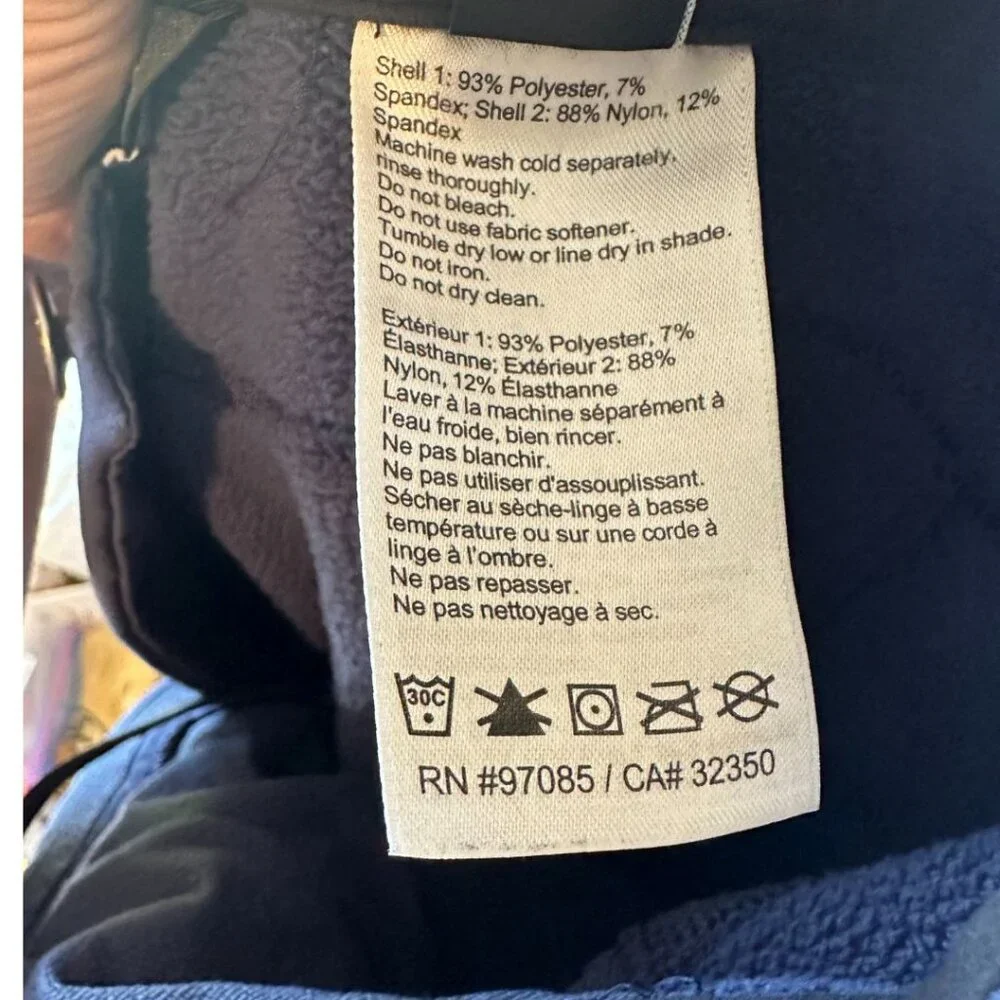 Shell 1: 93% Polyester, 7%
Spandex; Shell 2: 88% Nylon, 12%
Spandex
Machine wash cold separately,
rinse thoroughly.
Do not bleach.
Do not use fabric softener.
Tumble dry low or line dry in shade.
Do not iron.
Do not dry clean.
Extérieur 1: 93% Polyester, 7%
Élasthanne; Extérieur 2: 88%
Nylon, 12% Élasthanne
Laver à la machine séparément à
l'eau froide, bien rincer.
Ne pas blanchir.
Ne pas utiliser d'assouplissant.
Sécher au sèche-linge à basse
température ou sur une corde à
linge à l'ombre.
Ne pas repasser.
Ne pas nettoyage à sec.
30C
RN #97085 / CA# 32350